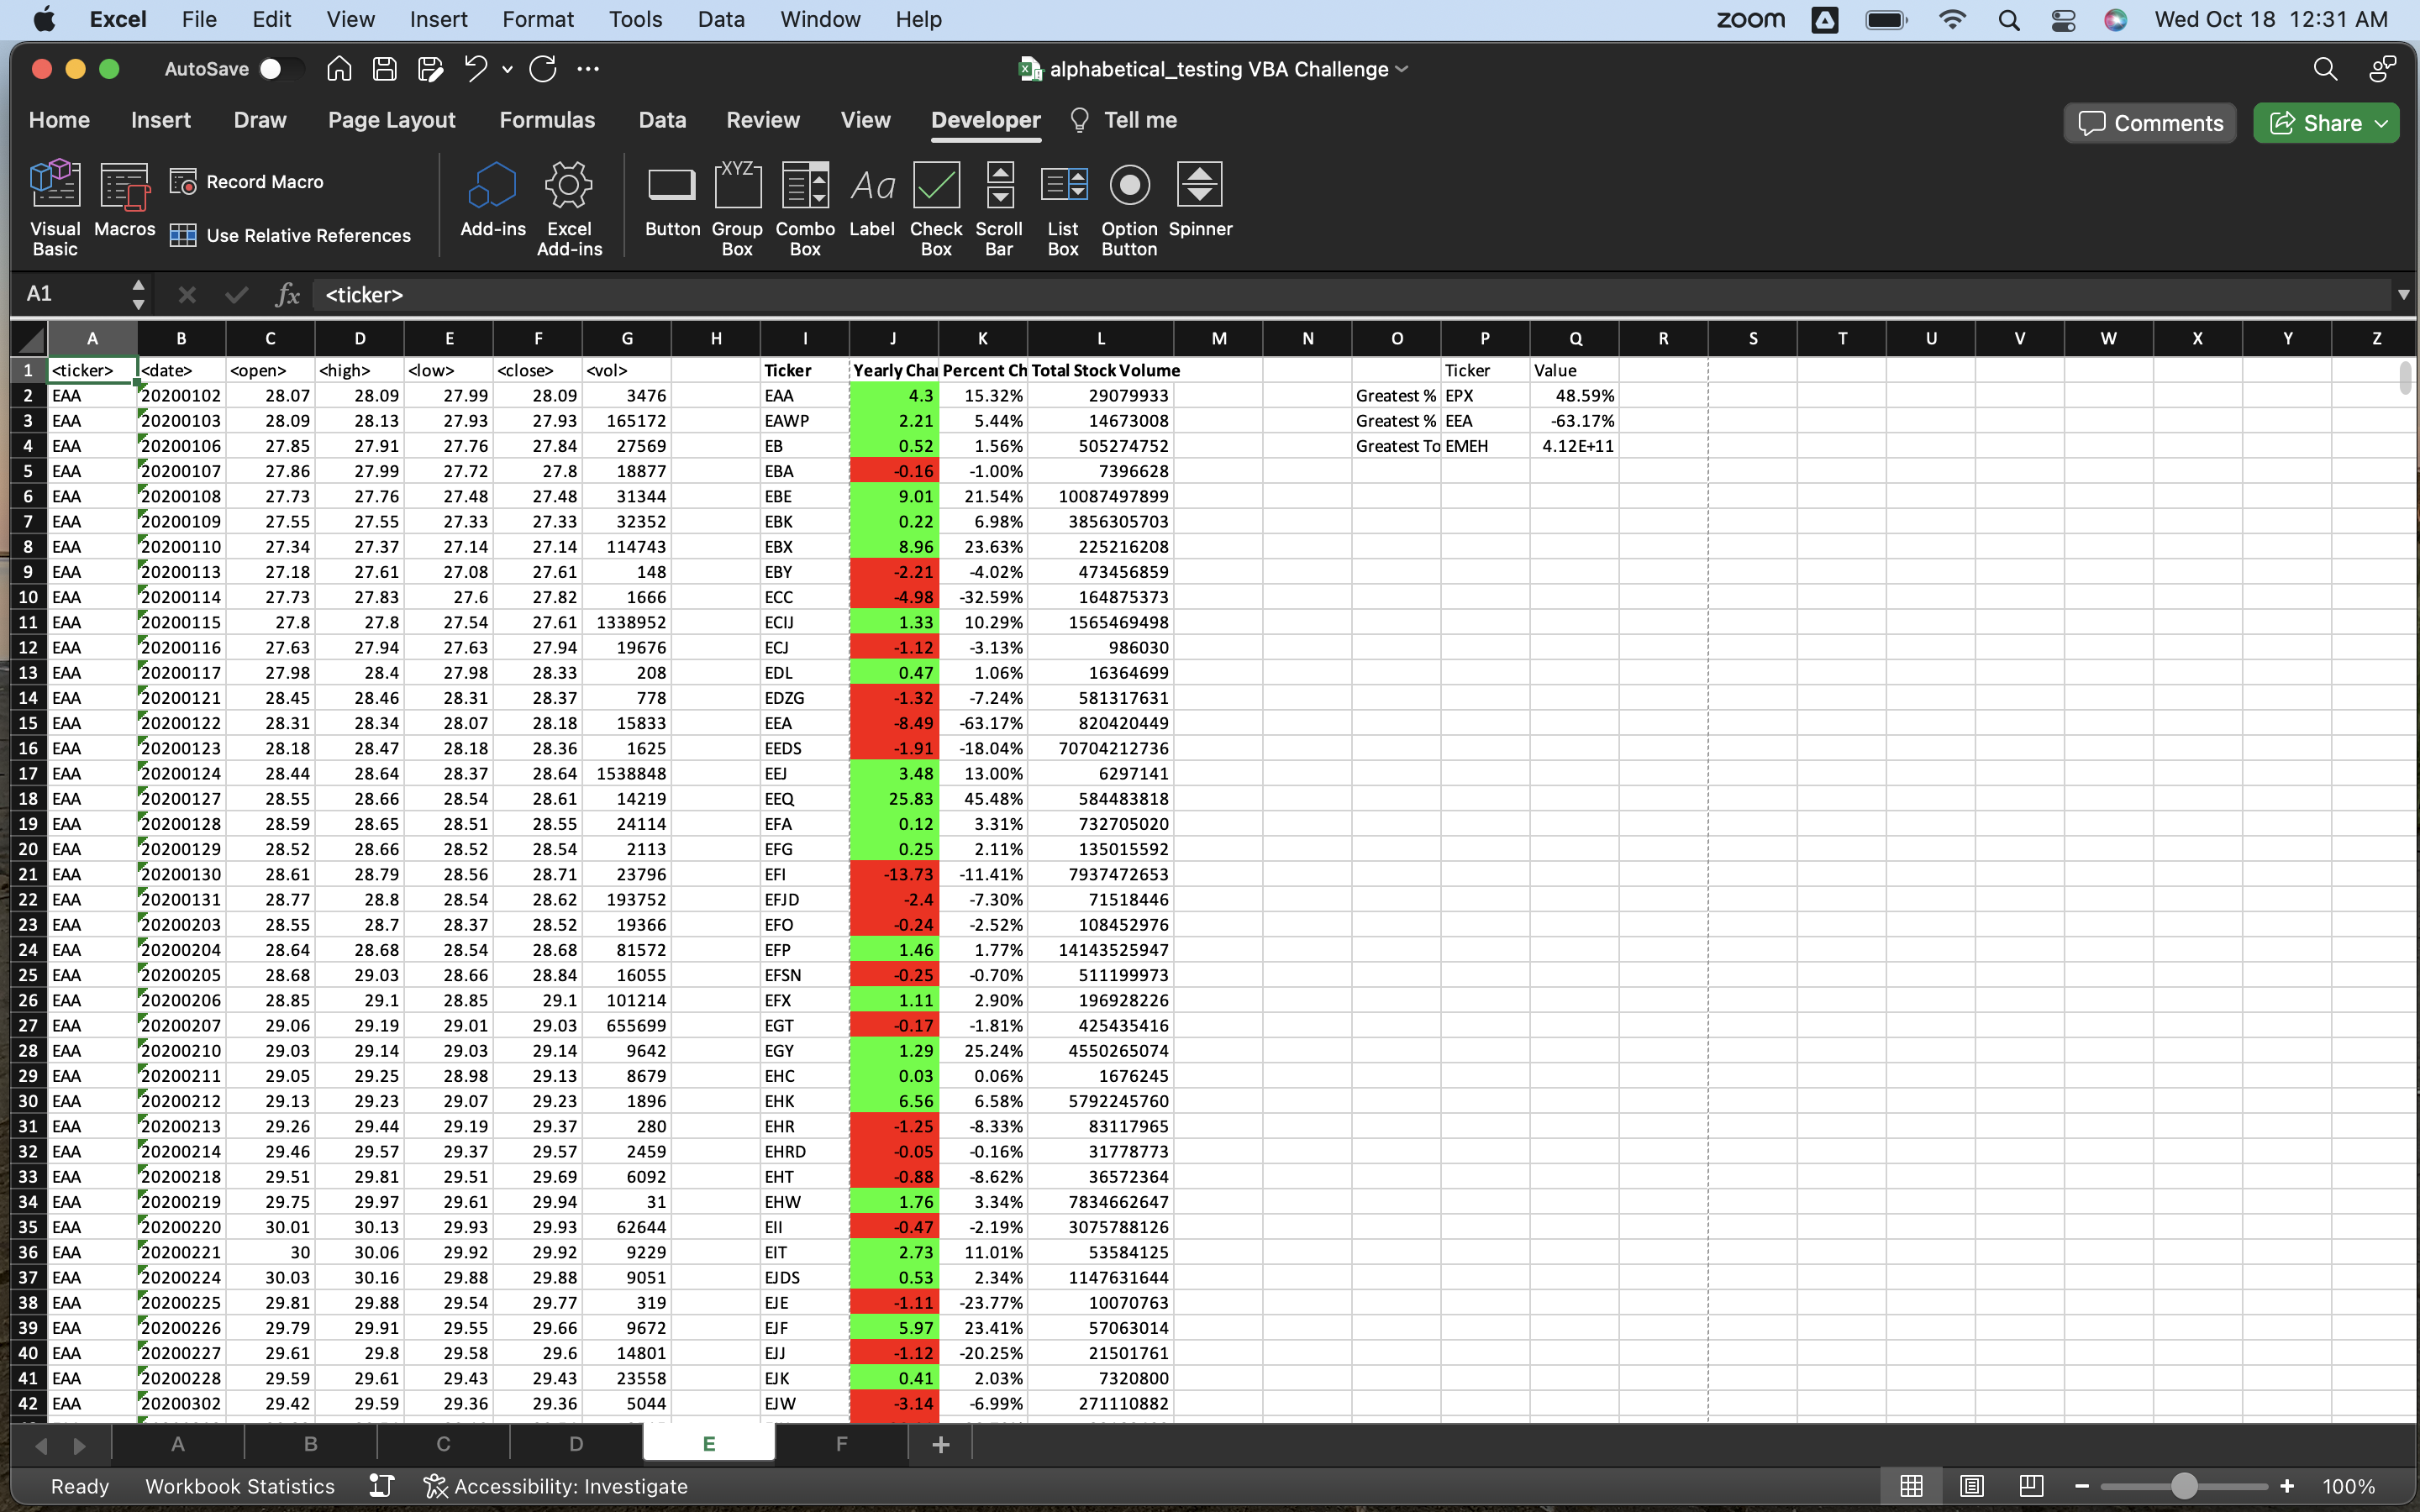 Excel File Edit View Insert Format Tools Data Window Help zoom Wed Oct 18 12:31 AM
AutoSave alphabetical_testing VBA Challenge
Home Insert Draw Page Layout Formulas Data Review View Developer Tell me Comments Share
Visual Basic Macros Record Macro Use Relative References Add-ins Excel Add-ins Button Group Box Combo Box Label Check Box Scroll Bar List Box Option Button Spinner
XYZ Aa
A1 fx <ticker>
A B C D E F G H I J K L M N O P Q R S T U V W X Y Z
1 <ticker> <date> <open> <high> <low> <close> <vol> Ticker Yearly Chan Percent Ch Total Stock Volume Ticker Value
2 EAA 20200102 28.07 28.09 27.99 28.09 3476 EAA 4.3 15.32% 29079933 Greatest % EPX 48.59%
3 EAA 20200103 28.09 28.13 27.93 27.93 165172 EAWP 2.21 5.44% 14673008 Greatest % EEA -63.17%
4 EAA 20200106 27.85 27.91 27.76 27.84 27569 EB 0.52 1.56% 505274752 Greatest To EMEH 4.12E+11
5 EAA 20200107 27.86 27.99 27.72 27.8 18877 EBA -0.16 -1.00% 7396628
6 EAA 20200108 27.73 27.76 27.48 27.48 31344 EBE 9.01 21.54% 10087497899
7 EAA 20200109 27.55 27.55 27.33 27.33 32352 EBK 0.22 6.98% 3856305703
8 EAA 20200110 27.34 27.37 27.14 27.14 114743 EBX 8.96 23.63% 225216208
9 EAA 20200113 27.18 27.61 27.08 27.61 148 EBY -2.21 -4.02% 473456859
10 EAA 20200114 27.73 27.83 27.6 27.82 1666 ECC -4.98 -32.59% 164875373
11 EAA 20200115 27.8 27.8 27.54 27.61 1338952 ECIJ 1.33 10.29% 1565469498
12 EAA 20200116 27.63 27.94 27.63 27.94 19676 ECJ -1.12 -3.13% 986030
13 EAA 20200117 27.98 28.4 27.98 28.33 208 EDL 0.47 1.06% 16364699
14 EAA 20200121 28.45 28.46 28.31 28.37 778 EDZG -1.32 -7.24% 581317631
15 EAA 20200122 28.31 28.34 28.07 28.18 15833 EEA -8.49 -63.17% 820420449
16 EAA 20200123 28.18 28.47 28.18 28.36 1625 EEDS -1.91 -18.04% 70704212736
17 EAA 20200124 28.44 28.64 28.37 28.64 1538848 EEJ 3.48 13.00% 6297141
18 EAA 20200127 28.55 28.66 28.54 28.61 14219 EEQ 25.83 45.48% 584483818
19 EAA 20200128 28.59 28.65 28.51 28.55 24114 EFA 0.12 3.31% 732705020
20 EAA 20200129 28.52 28.66 28.52 28.54 2113 EFG 0.25 2.11% 135015592
21 EAA 20200130 28.61 28.79 28.56 28.71 23796 EFI -13.73 -11.41% 7937472653
22 EAA 20200131 28.77 28.8 28.54 28.62 193752 EFJD -2.4 -7.30% 71518446
23 EAA 20200203 28.55 28.7 28.37 28.52 19366 EFO -0.24 -2.52% 108452976
24 EAA 20200204 28.64 28.68 28.54 28.68 81572 EFP 1.46 1.77% 14143525947
25 EAA 20200205 28.68 29.03 28.66 28.84 16055 EFSN -0.25 -0.70% 511199973
26 EAA 20200206 28.85 29.1 28.85 29.1 101214 EFX 1.11 2.90% 196928226
27 EAA 20200207 29.06 29.19 29.01 29.03 655699 EGT -0.17 -1.81% 425435416
28 EAA 20200210 29.03 29.14 29.03 29.14 9642 EGY 1.29 25.24% 4550265074
29 EAA 20200211 29.05 29.25 28.98 29.13 8679 EHC 0.03 0.06% 1676245
30 EAA 20200212 29.13 29.23 29.07 29.23 1896 EHK 6.56 6.58% 5792245760
31 EAA 20200213 29.26 29.44 29.19 29.37 280 EHR -1.25 -8.33% 83117965
32 EAA 20200214 29.46 29.57 29.37 29.57 2459 EHRD -0.05 -0.16% 31778773
33 EAA 20200218 29.51 29.81 29.51 29.69 6092 EHT -0.88 -8.62% 36572364
34 EAA 20200219 29.75 29.97 29.61 29.94 31 EHW 1.76 3.34% 7834662647
35 EAA 20200220 30.01 30.13 29.93 29.93 62644 EII -0.47 -2.19% 3075788126
36 EAA 20200221 30 30.06 29.92 29.92 9229 EIT 2.73 11.01% 53584125
37 EAA 20200224 30.03 30.16 29.88 29.88 9051 EJDS 0.53 2.34% 1147631644
38 EAA 20200225 29.81 29.88 29.54 29.77 319 EJE -1.11 -23.77% 10070763
39 EAA 20200226 29.79 29.91 29.55 29.66 9672 EJF 5.97 23.41% 57063014
40 EAA 20200227 29.61 29.8 29.58 29.6 14801 EJJ -1.12 -20.25% 21501761
41 EAA 20200228 29.59 29.61 29.43 29.43 23558 EJK 0.41 2.03% 7320800
42 EAA 20200302 29.42 29.59 29.36 29.36 5044 EJW -3.14 -6.99% 271110882
A B C D E F +
Ready Workbook Statistics Accessibility: Investigate 100%